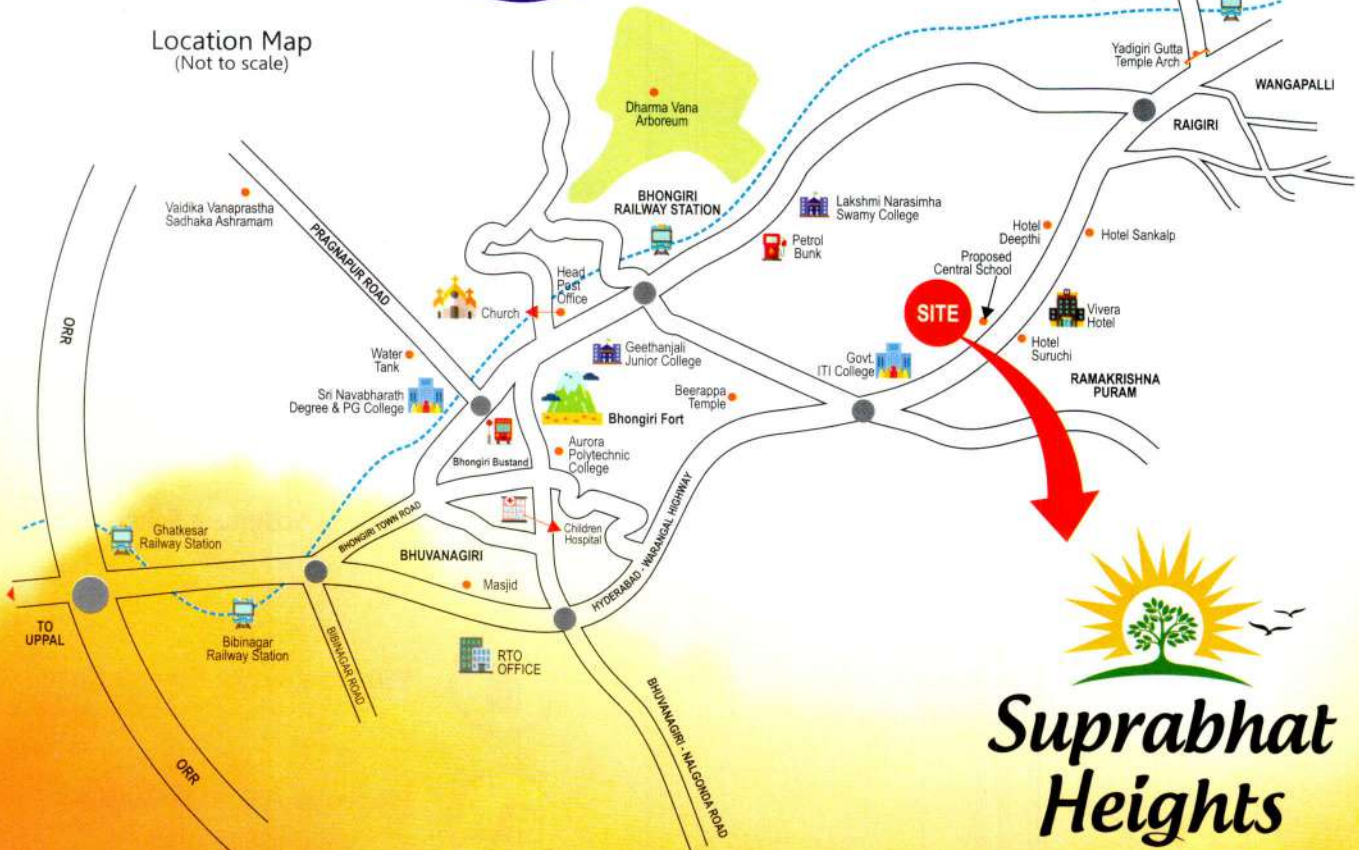 Location Map
(Not to scale)
Yadigiri Gutta
Temple Arch
WANGAPALLI
RAIGIRI
Dharma Vana
Arboreum
Vaidika Vanaprastha
Sadhaka Ashramam
PRAGNAPUR ROAD
BHONGIRI
RAILWAY STATION
Lakshmi Narasimha
Swamy College
Petrol
Bunk
Hotel
Deepthi
Hotel Sankalp
Proposed
Central School
Head
Post
Office
Church
SITE
Vivera
Hotel
Hotel
Suruchi
ORR
Water
Tank
Geethanjali
Junior College
Govt.
ITI College
RAMAKRISHNA
PURAM
Sri Navabharath
Degree & PG College
Beerappa
Temple
Bhongiri Fort
Bhongiri Bustand
Aurora
Polytechnic
College
HYDERABAD - WARANGAL HIGHWAY
BHONGIRI TOWN ROAD
Ghatkesar
Railway Station
Children
Hospital
BHUVANAGIRI
Masjid
TO
UPPAL
Bibinagar
Railway Station
BIBINAGAR ROAD
RTO
OFFICE
BHUVANAGIRI - NALGONDA ROAD
ORR
Suprabhat
Heights